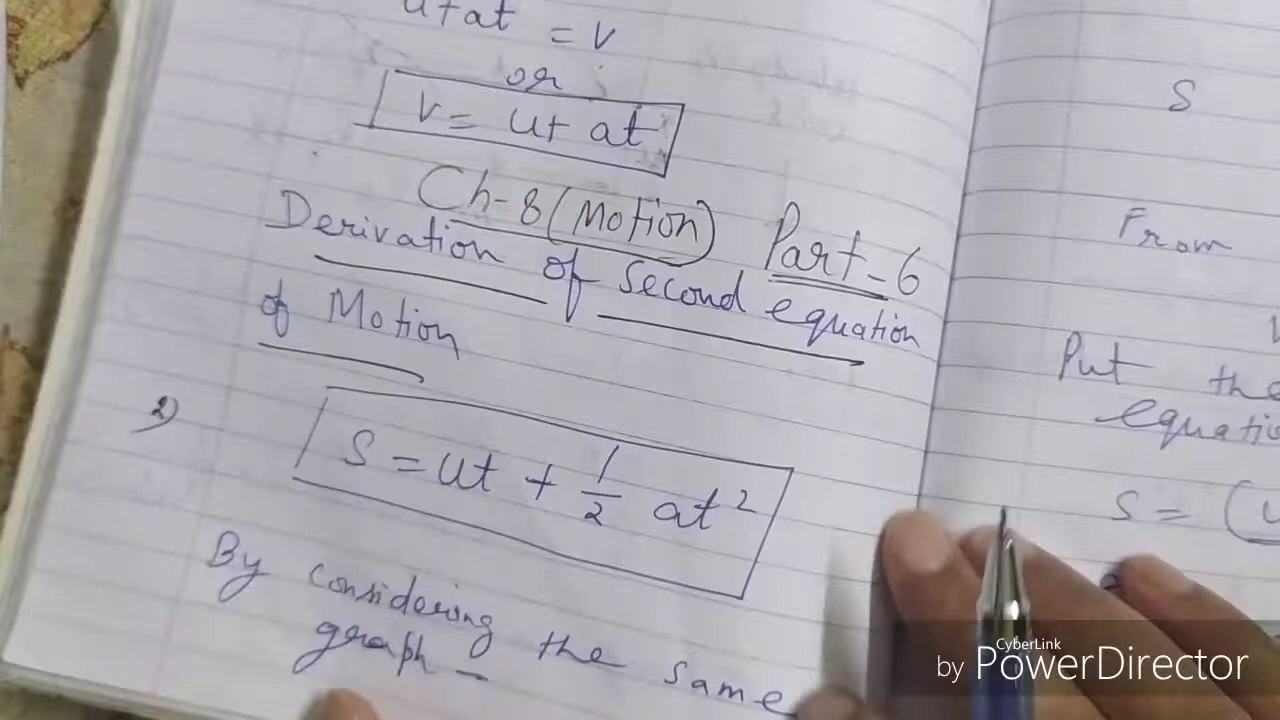 u+at = v
or
v = u+ at
Ch-8 (Motion) Part-6
Derivation of second equation
of Motion
2)
S = ut + 1/2 at²
By considering the same
graph -
S
From
Put the
equatio
S = (u
CyberLink
by PowerDirector